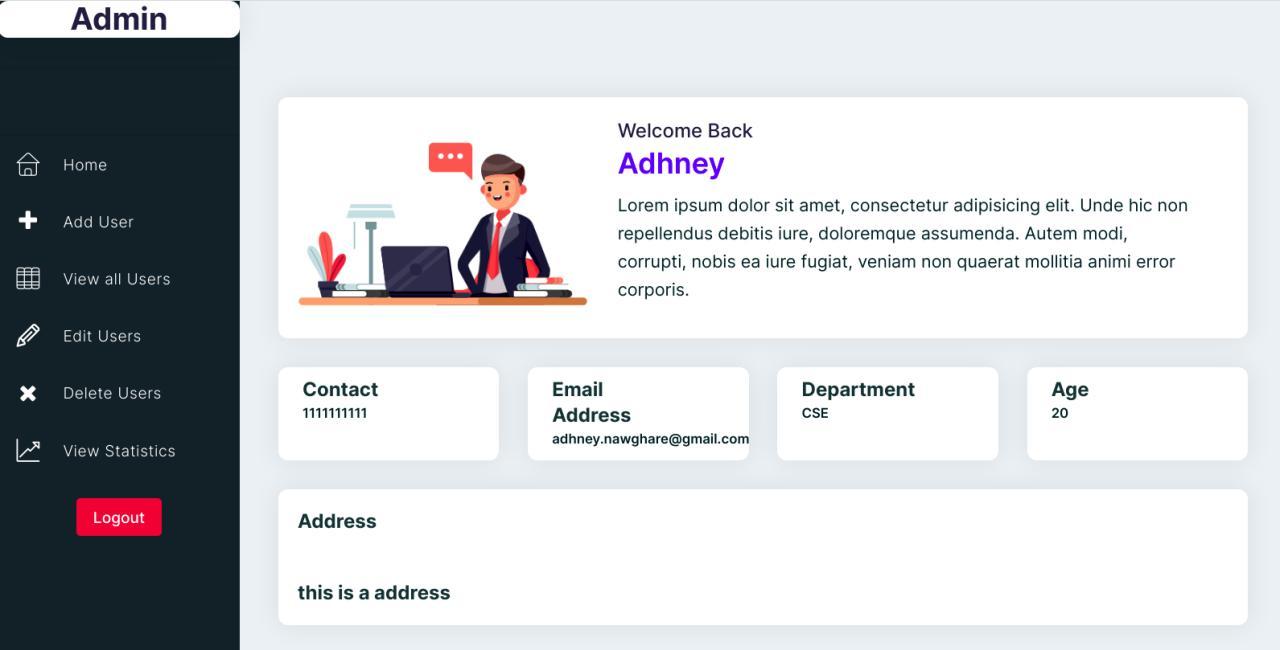 Admin
Home
Add User
View all Users
Edit Users
Delete Users
View Statistics
Logout
Welcome Back
Adhney
Lorem ipsum dolor sit amet, consectetur adipisicing elit. Unde hic non
repellendus debitis iure, doloremque assumenda. Autem modi,
corrupti, nobis ea iure fugiat, veniam non quaerat mollitia animi error
corporis.
Contact
1111111111
Email
Address
adhney.nawghare@gmail.com
Department
CSE
Age
20
Address
this is a address